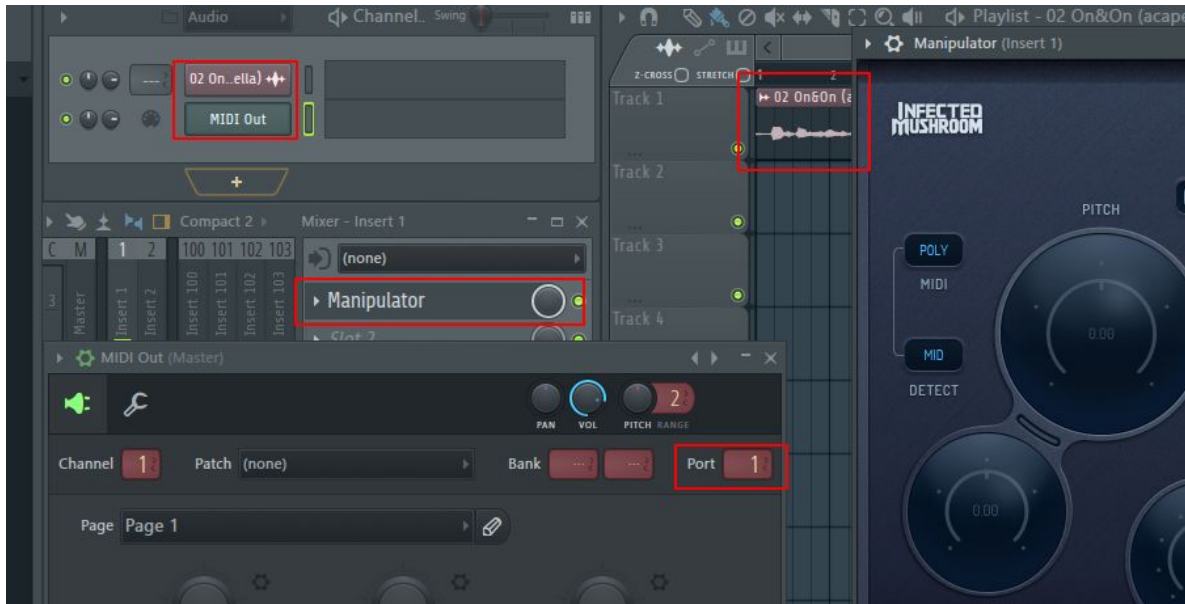 Audio
Channel.. Swing
Playlist - 02 On&On (acape
Manipulator (Insert 1)
Z-CROSS STRETCH 1 2
---
02 On..ella)
MIDI Out
+
Track 1
02 On&On (a
...
Track 2
...
Track 3
...
Track 4
INFECTED
MUSHROOM
PITCH
POLY
MIDI
0.00
MID
DETECT
0.00
Compact 2
Mixer - Insert 1
C M 1 2 100 101 102 103
(none)
3
Master
Insert 1
Insert 2
Insert 100
Insert 101
Insert 102
Insert 103
Manipulator
Slot 2
MIDI Out (Master)
2
PAN VOL PITCH RANGE
Channel 1 Patch (none) Bank --- --- Port 1
Page Page 1